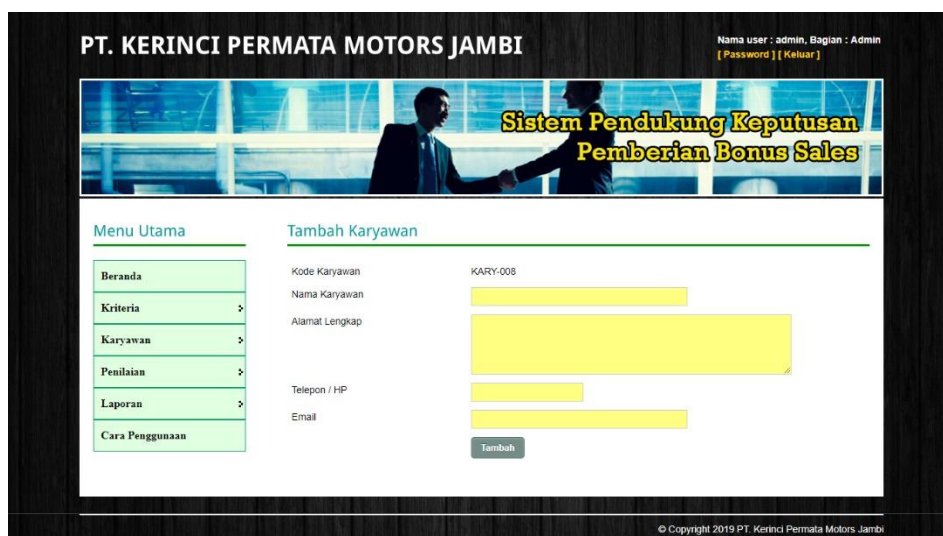 PT. KERINCI PERMATA MOTORS JAMBI
Nama user : admin, Bagian : Admin
[ Password ] [ Keluar ]
Sistem Pendukung Keputusan
Pemberian Bonus Sales
Menu Utama
Beranda
Kriteria
Karyawan
Penilaian
Laporan
Cara Penggunaan
Tambah Karyawan
Kode Karyawan KARY-008
Nama Karyawan
Alamat Lengkap
Telepon / HP
Email
Tambah
© Copyright 2019 PT. Kerinci Permata Motors Jambi